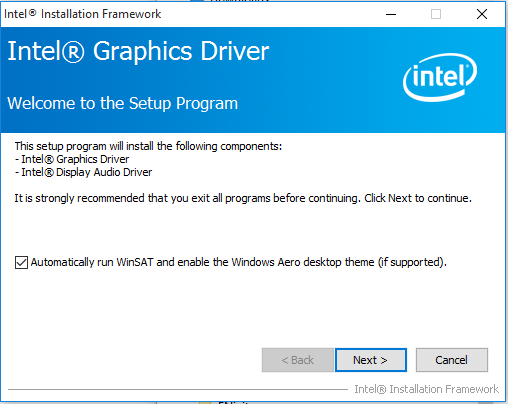 Intel® Installation Framework
Intel® Graphics Driver
Welcome to the Setup Program
intel
This setup program will install the following components:
- Intel® Graphics Driver
- Intel® Display Audio Driver
It is strongly recommended that you exit all programs before continuing. Click Next to continue.
Automatically run WinSAT and enable the Windows Aero desktop theme (if supported).
< Back
Next >
Cancel
Intel® Installation Framework